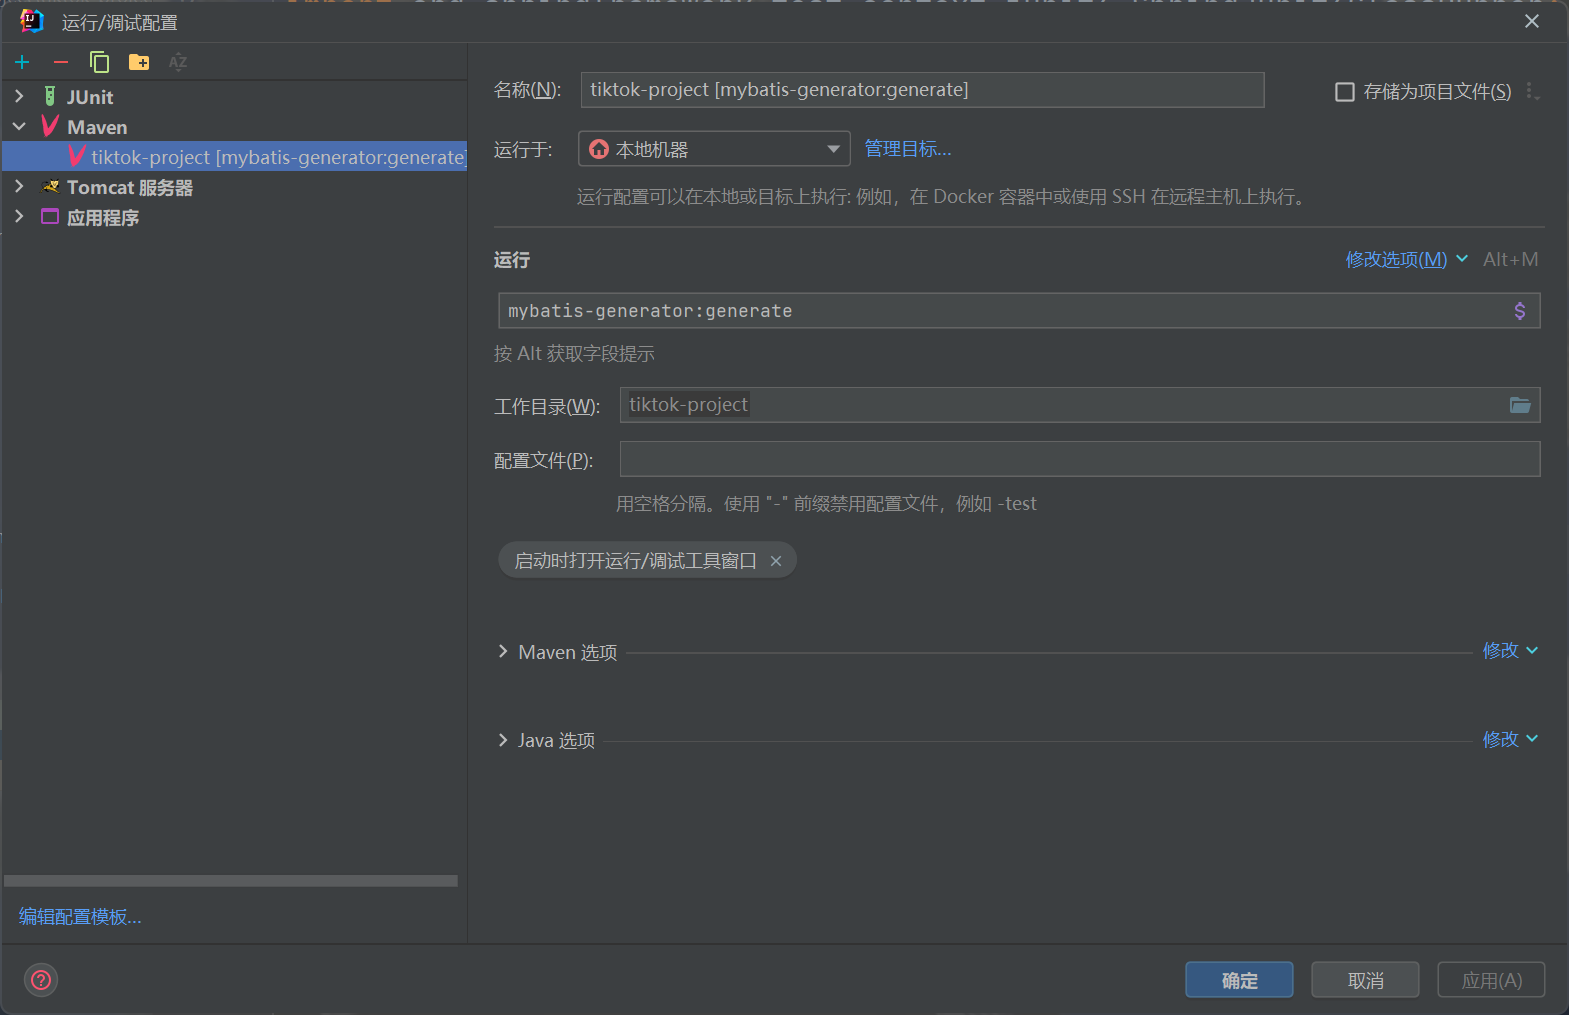 运行/调试配置
JUnit
Maven
tiktok-project [mybatis-generator:generate]
Tomcat 服务器
应用程序
编辑配置模板...
名称(N):
tiktok-project [mybatis-generator:generate]
存储为项目文件(S)
运行于:
本地机器
管理目标...
运行配置可以在本地或目标上执行: 例如，在 Docker 容器中或使用 SSH 在远程主机上执行。
运行
修改选项(M)
Alt+M
mybatis-generator:generate
按 Alt 获取字段提示
工作目录(W):
tiktok-project
配置文件(P):
用空格分隔。使用 "-" 前缀禁用配置文件，例如 -test
启动时打开运行/调试工具窗口
Maven 选项
修改
Java 选项
修改
确定
取消
应用(A)